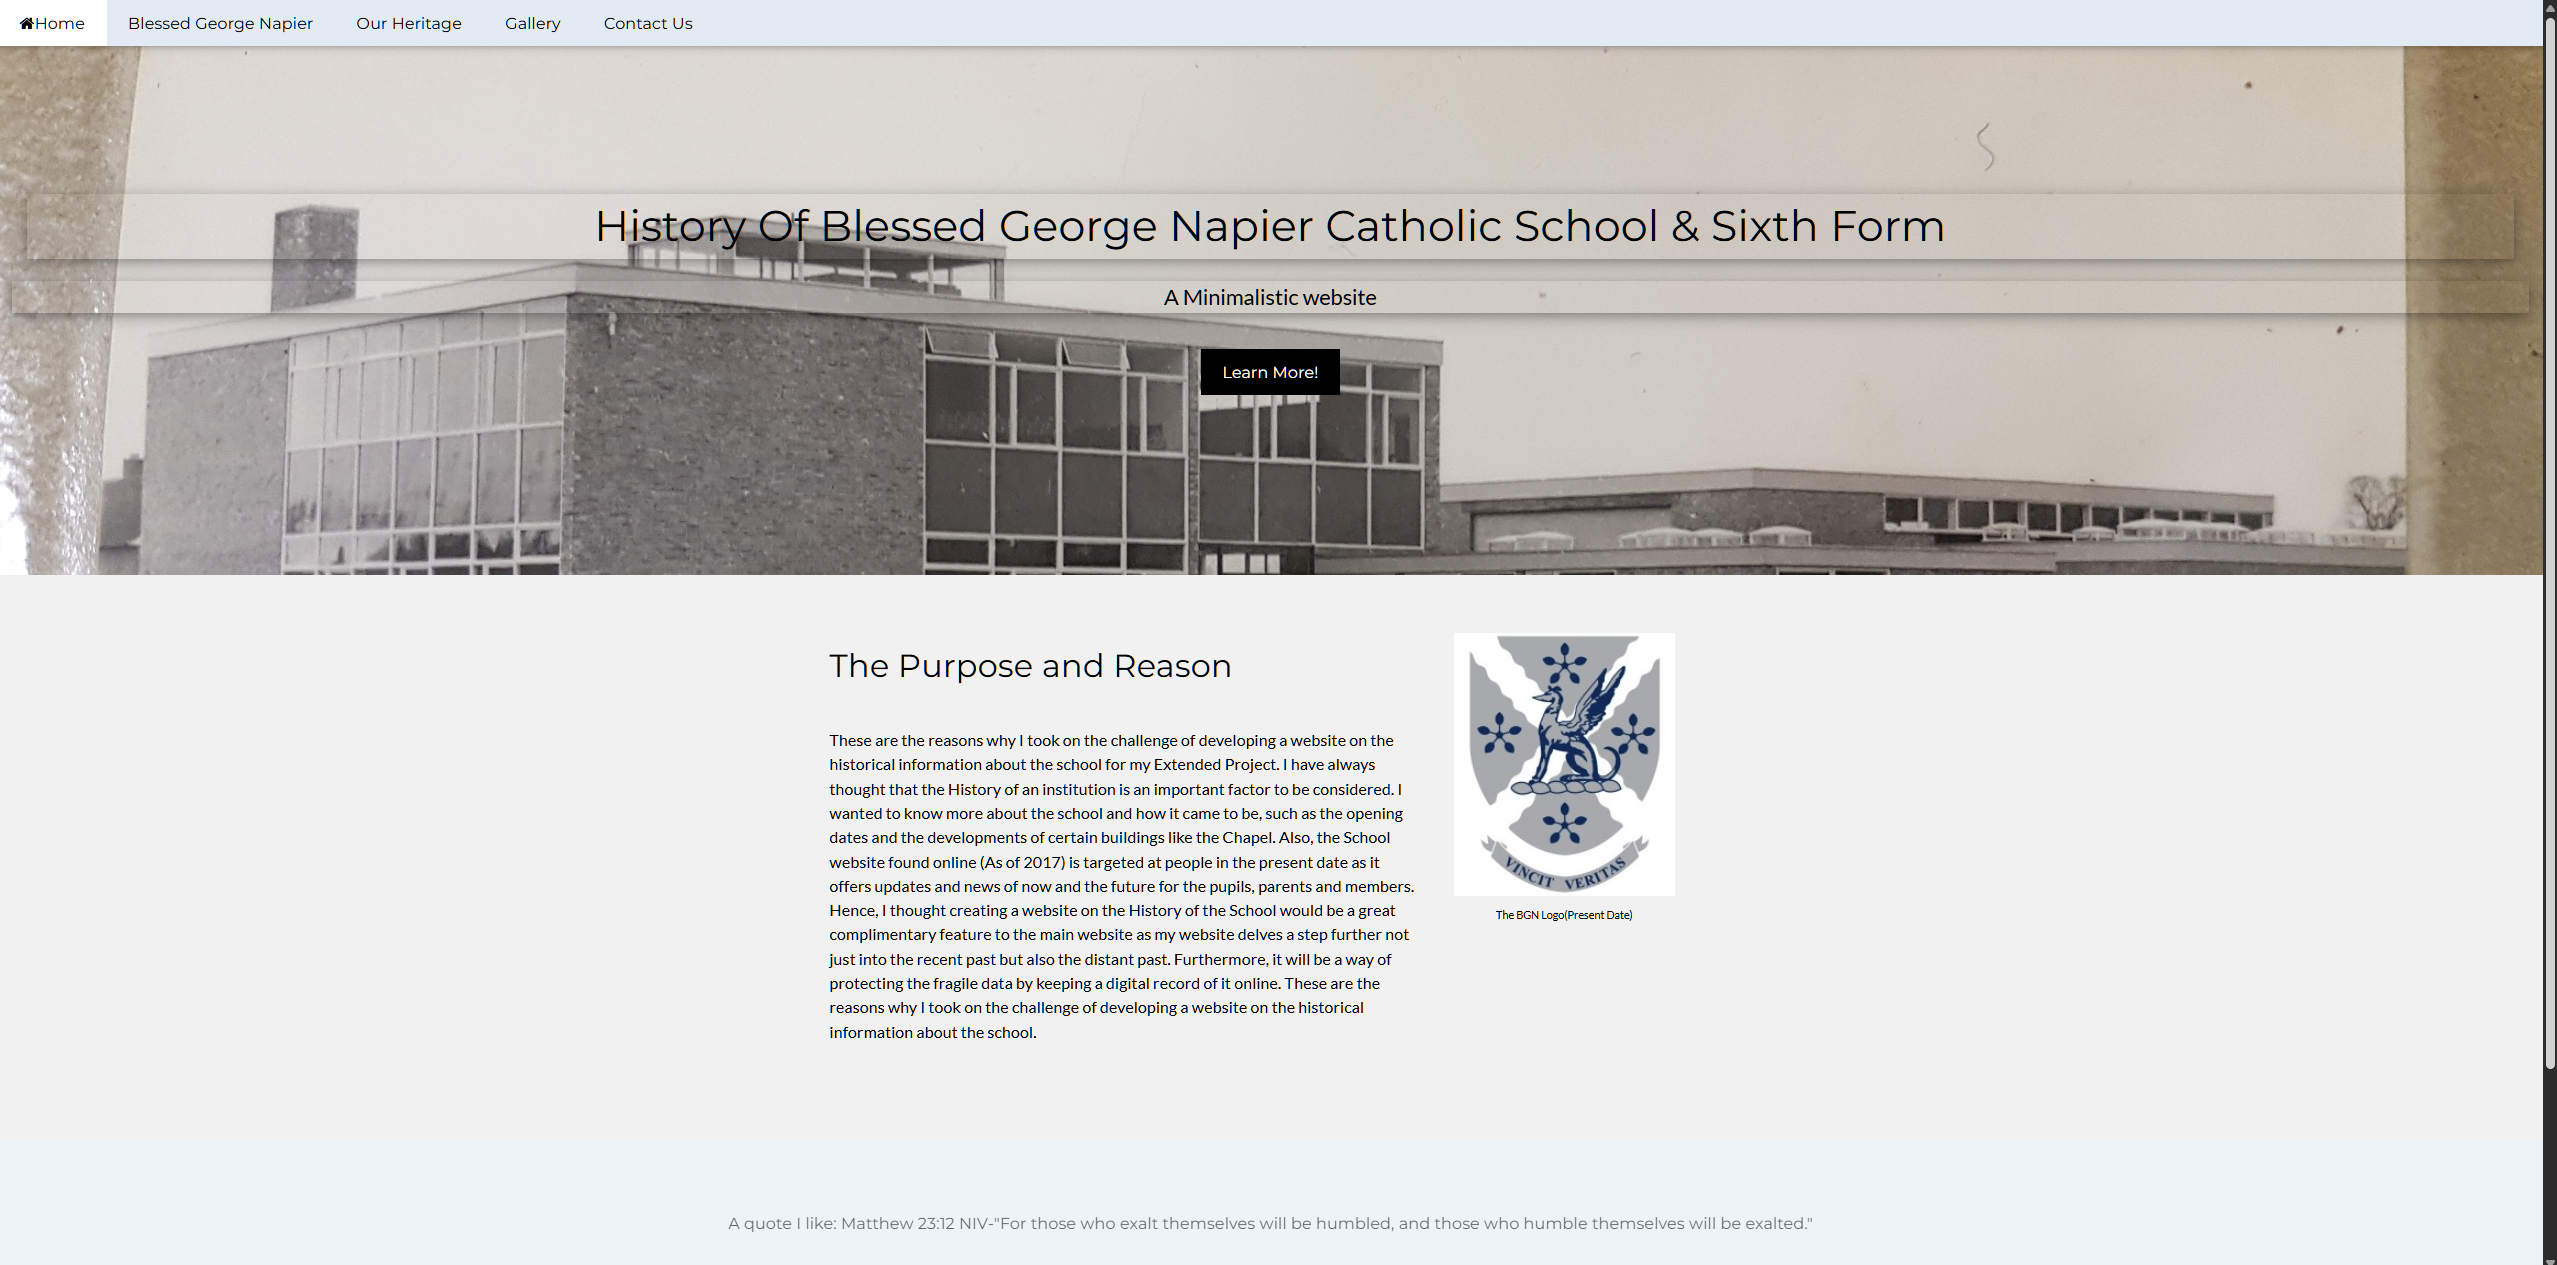 Home Blessed George Napier Our Heritage Gallery Contact Us
History Of Blessed George Napier Catholic School & Sixth Form
A Minimalistic website
Learn More!
The Purpose and Reason
These are the reasons why I took on the challenge of developing a website on the
historical information about the school for my Extended Project. I have always
thought that the History of an institution is an important factor to be considered. I
wanted to know more about the school and how it came to be, such as the opening
dates and the developments of certain buildings like the Chapel. Also, the School
website found online (As of 2017) is targeted at people in the present date as it
offers updates and news of now and the future for the pupils, parents and members.
Hence, I thought creating a website on the History of the School would be a great
complimentary feature to the main website as my website delves a step further not
just into the recent past but also the distant past. Furthermore, it will be a way of
protecting the fragile data by keeping a digital record of it online. These are the
reasons why I took on the challenge of developing a website on the historical
information about the school.
VINCIT VERITAS
The BGN Logo(Present Date)
A quote I like: Matthew 23:12 NIV-"For those who exalt themselves will be humbled, and those who humble themselves will be exalted."